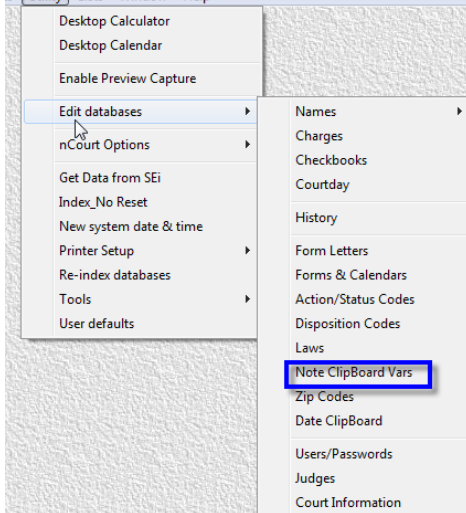 Desktop Calculator
Desktop Calendar
Enable Preview Capture
Edit databases
nCourt Options
Get Data from SEi
Index_No Reset
New system date & time
Printer Setup
Re-index databases
Tools
User defaults
Names
Charges
Checkbooks
Courtday
History
Form Letters
Forms & Calendars
Action/Status Codes
Disposition Codes
Laws
Note ClipBoard Vars
Zip Codes
Date ClipBoard
Users/Passwords
Judges
Court Information